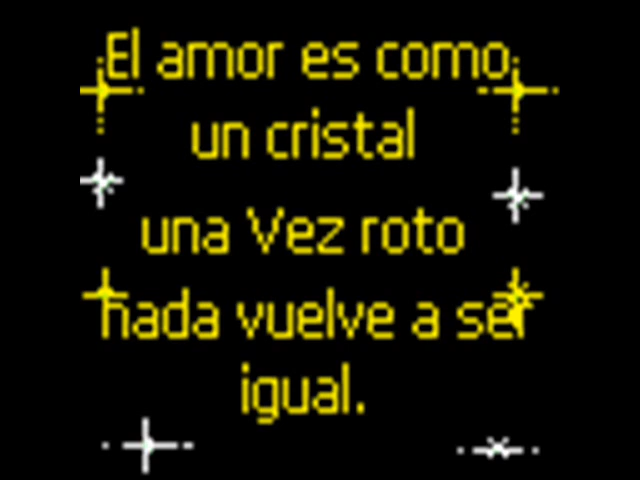 El amor es como
un cristal
una Vez roto
nada vuelve a ser
igual.